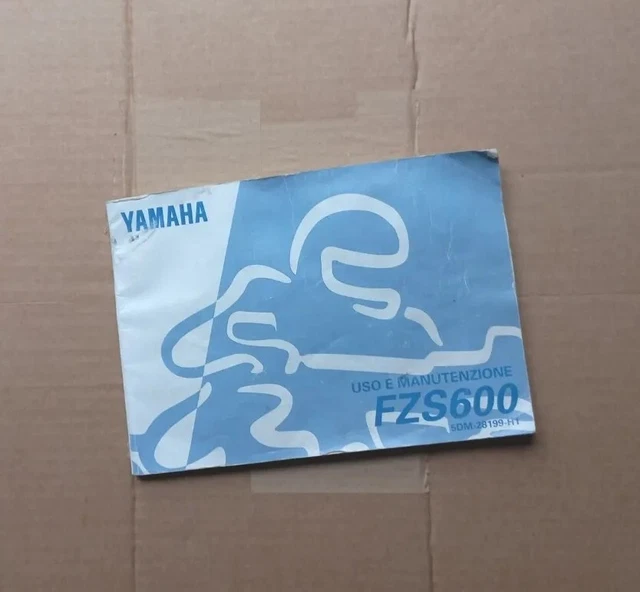 YAMAHA
USO E MANUTENZIONE
FZS600
5DM-28199-H1